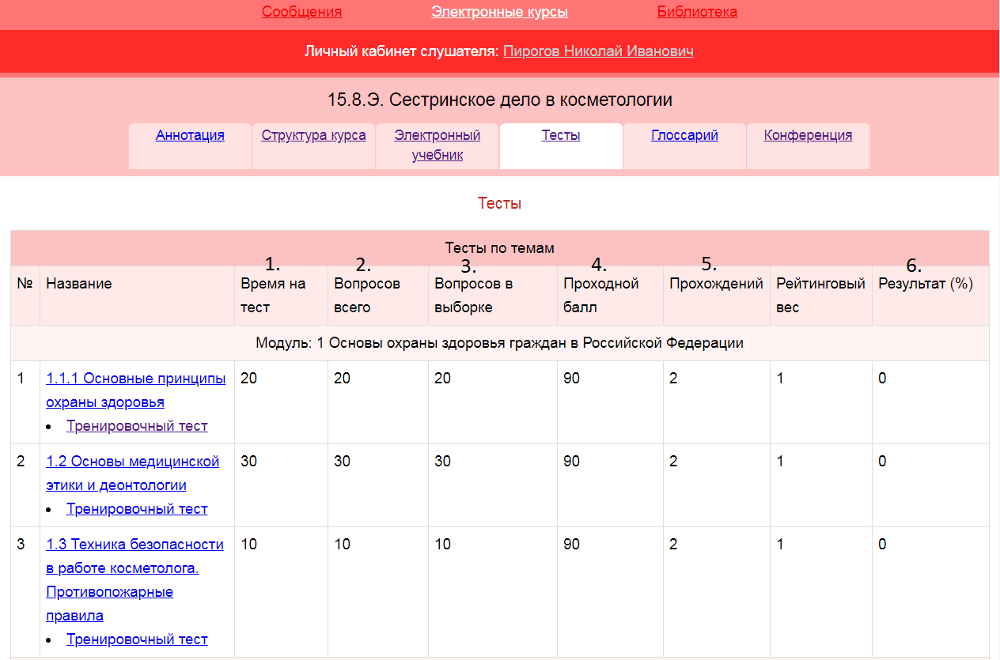 Сообщения Электронные курсы Библиотека
Личный кабинет слушателя: Пирогов Николай Иванович
15.8.Э. Сестринское дело в косметологии
Аннотация Структура курса Электронный учебник Тесты Глоссарий Конференция
Тесты
Тесты по темам
1. 2. 3. 4. 5. 6.
№ Название Время на тест Вопросов всего Вопросов в выборке Проходной балл Прохождений Рейтинговый вес Результат (%)
Модуль: 1 Основы охраны здоровья граждан в Российской Федерации
1 1.1.1 Основные принципы 20 20 20 90 2 1 0
охраны здоровья
• Тренировочный тест
2 1.2 Основы медицинской 30 30 30 90 2 1 0
этики и деонтологии
• Тренировочный тест
3 1.3 Техника безопасности 10 10 10 90 2 1 0
в работе косметолога.
Противопожарные
правила
• Тренировочный тест